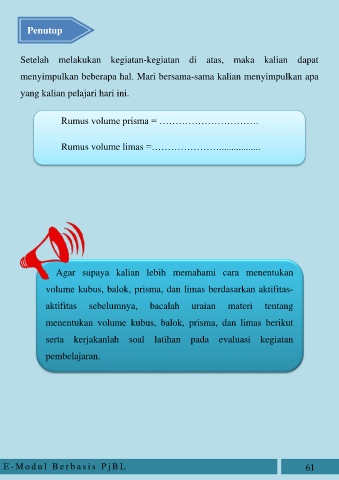 Penutup
Setelah melakukan kegiatan-kegiatan di atas, maka kalian dapat
menyimpulkan beberapa hal. Mari bersama-sama kalian menyimpulkan apa
yang kalian pelajari hari ini.
Rumus volume prisma = ………………………….
Rumus volume limas =…………………................
Agar supaya kalian lebih memahami cara menentukan
volume kubus, balok, prisma, dan limas berdasarkan aktifitas-
aktifitas sebelumnya, bacalah uraian materi tentang
menentukan volume kubus, balok, prisma, dan limas berikut
serta kerjakanlah soal latihan pada evaluasi kegiatan
pembelajaran.
E-Modul Berbasis PjBL 61